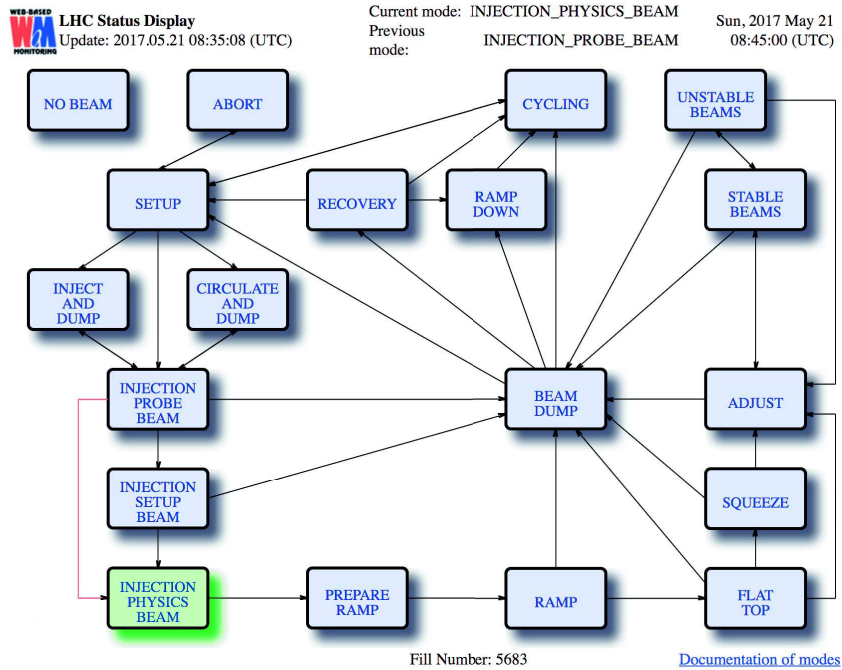 WEB-BASED
WbM
MONITORING
LHC Status Display
Update: 2017.05.21 08:35:08 (UTC)
Current mode: INJECTION_PHYSICS_BEAM
Previous
mode: INJECTION_PROBE_BEAM
Sun, 2017 May 21
08:45:00 (UTC)
NO BEAM
ABORT
CYCLING
UNSTABLE
BEAMS
SETUP
RECOVERY
RAMP
DOWN
STABLE
BEAMS
INJECT
AND
DUMP
CIRCULATE
AND
DUMP
INJECTION
PROBE
BEAM
BEAM
DUMP
ADJUST
INJECTION
SETUP
BEAM
SQUEEZE
INJECTION
PHYSICS
BEAM
PREPARE
RAMP
RAMP
FLAT
TOP
Fill Number: 5683
Documentation of modes